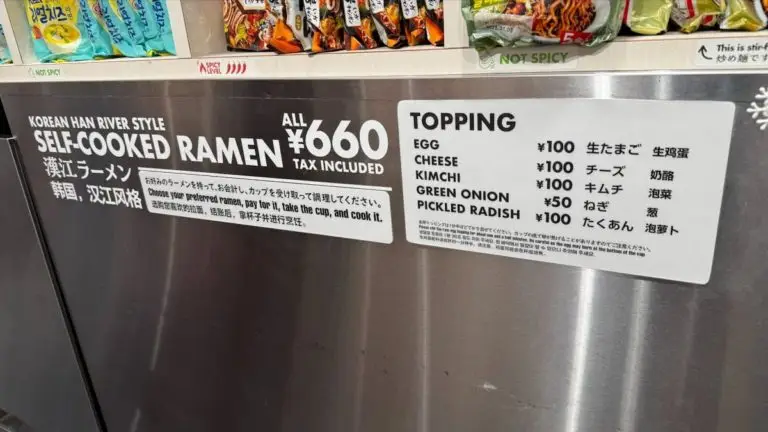 NOT SPICY
SPICY
LEVEL
NOT SPICY
This is stir-f
炒め麺です
KOREAN HAN RIVER STYLE
SELF-COOKED RAMEN
漢江ラーメン
韩国，汉江风格
ALL
¥660
TAX INCLUDED
お好みのラーメンを持って、お会計し、カップを受け取って調理してください。
Choose your preferred ramen, pay for it, take the cup, and cook it.
选购您喜欢的拉面，结账后，拿杯子并进行烹饪。
TOPPING
EGG ¥100 生たまご 生鸡蛋
CHEESE ¥100 チーズ 奶酪
KIMCHI ¥100 キムチ 泡菜
GREEN ONION ¥50 ねぎ 葱
PICKLED RADISH ¥100 たくあん 泡萝卜